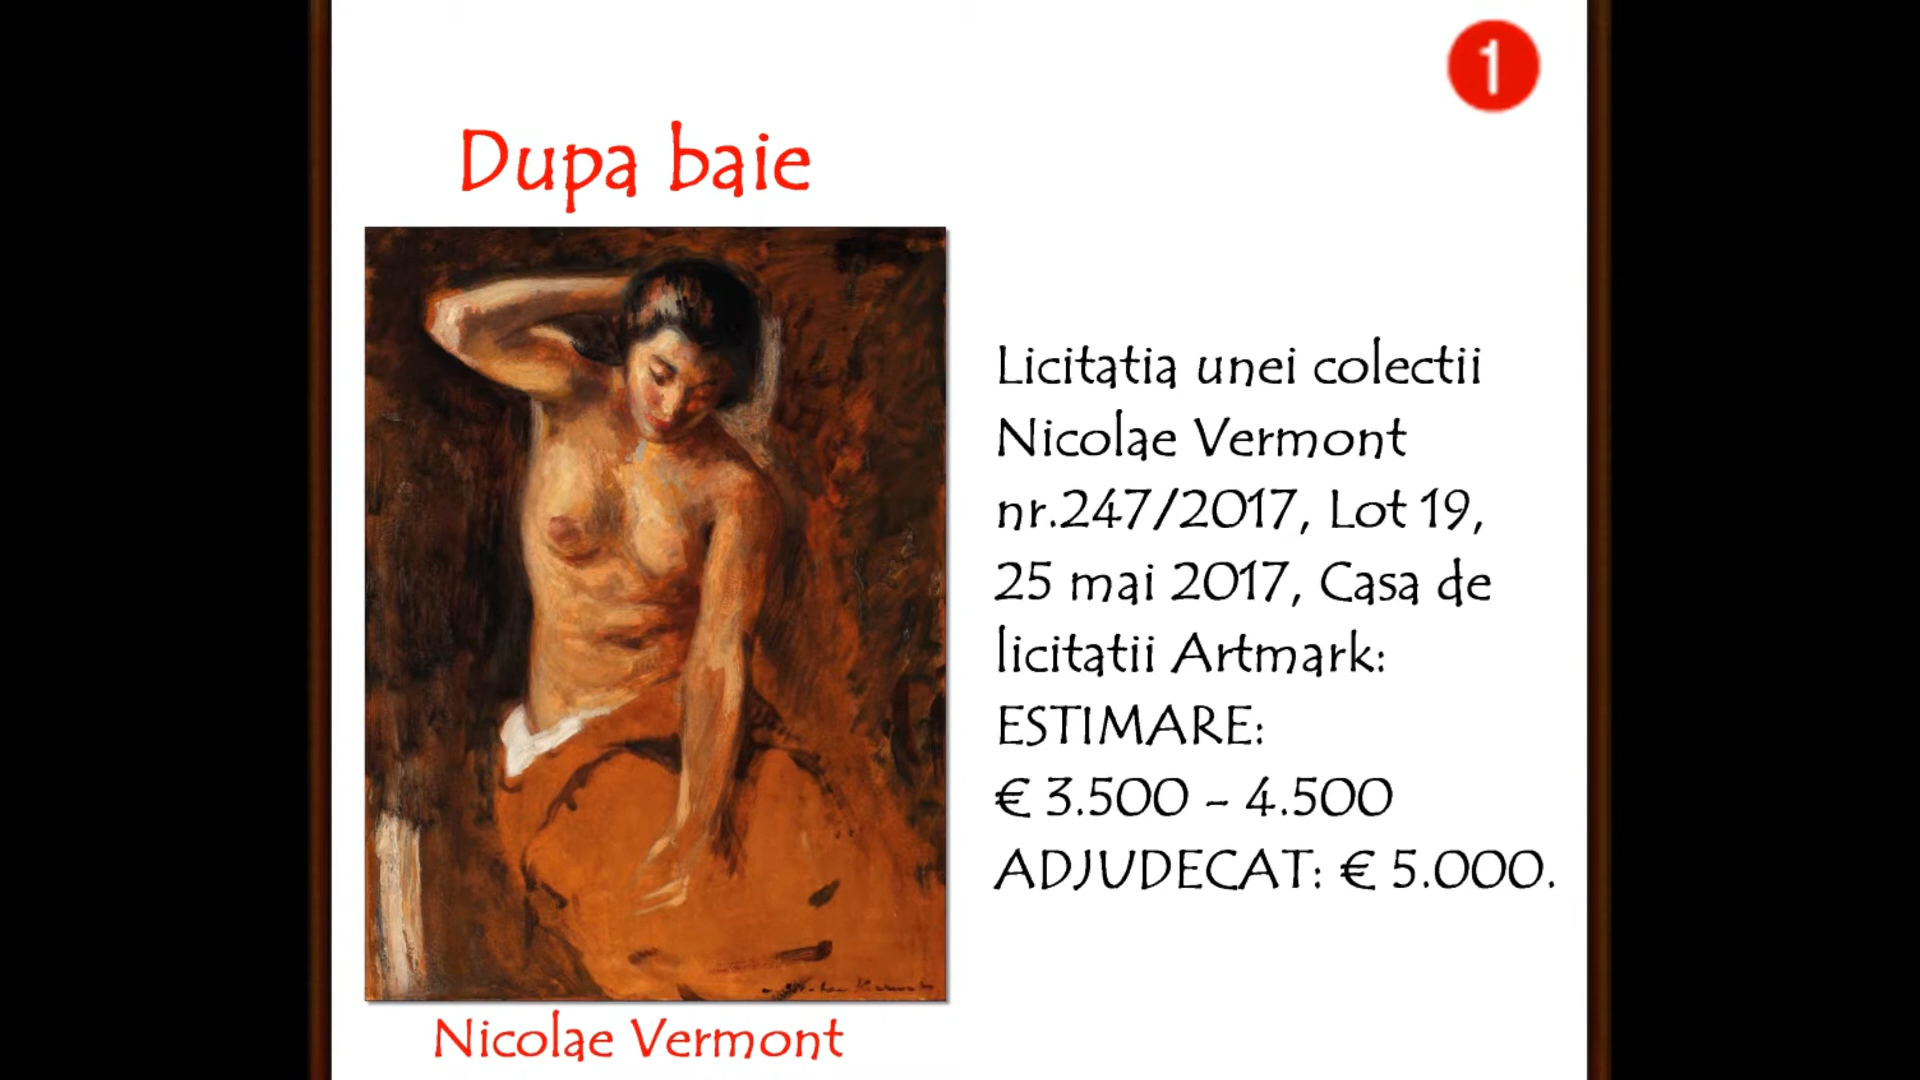 1
Dupa baie
Licitatia unei colectii
Nicolae Vermont
nr.247/2017, Lot 19,
25 mai 2017, Casa de
licitatii Artmark:
ESTIMARE:
€ 3.500 - 4.500
ADJUDECAT: € 5.000.
Nicolae Vermont